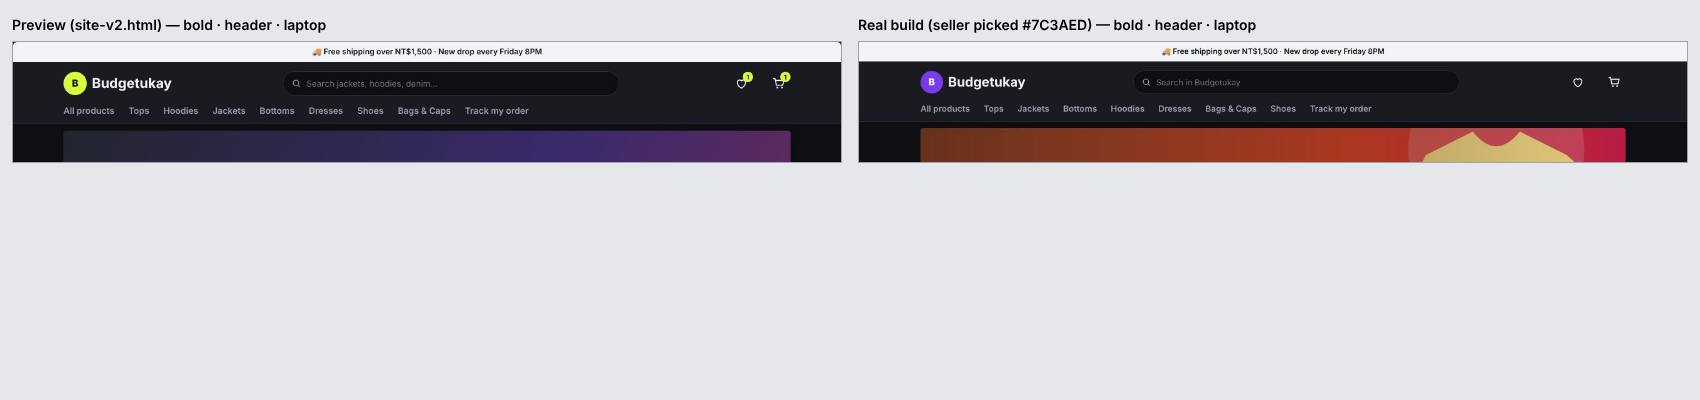 Preview (site-v2.html) — bold · header · laptop
🚚 Free shipping over NT$1,500 · New drop every Friday 8PM
B Budgetukay Search jackets, hoodies, denim... 1 1
All products Tops Hoodies Jackets Bottoms Dresses Shoes Bags & Caps Track my order
Real build (seller picked #7C3AED) — bold · header · laptop
🚚 Free shipping over NT$1,500 · New drop every Friday 8PM
B Budgetukay Search in Budgetukay
All products Tops Jackets Bottoms Hoodies Dresses Bags & Caps Shoes Track my order